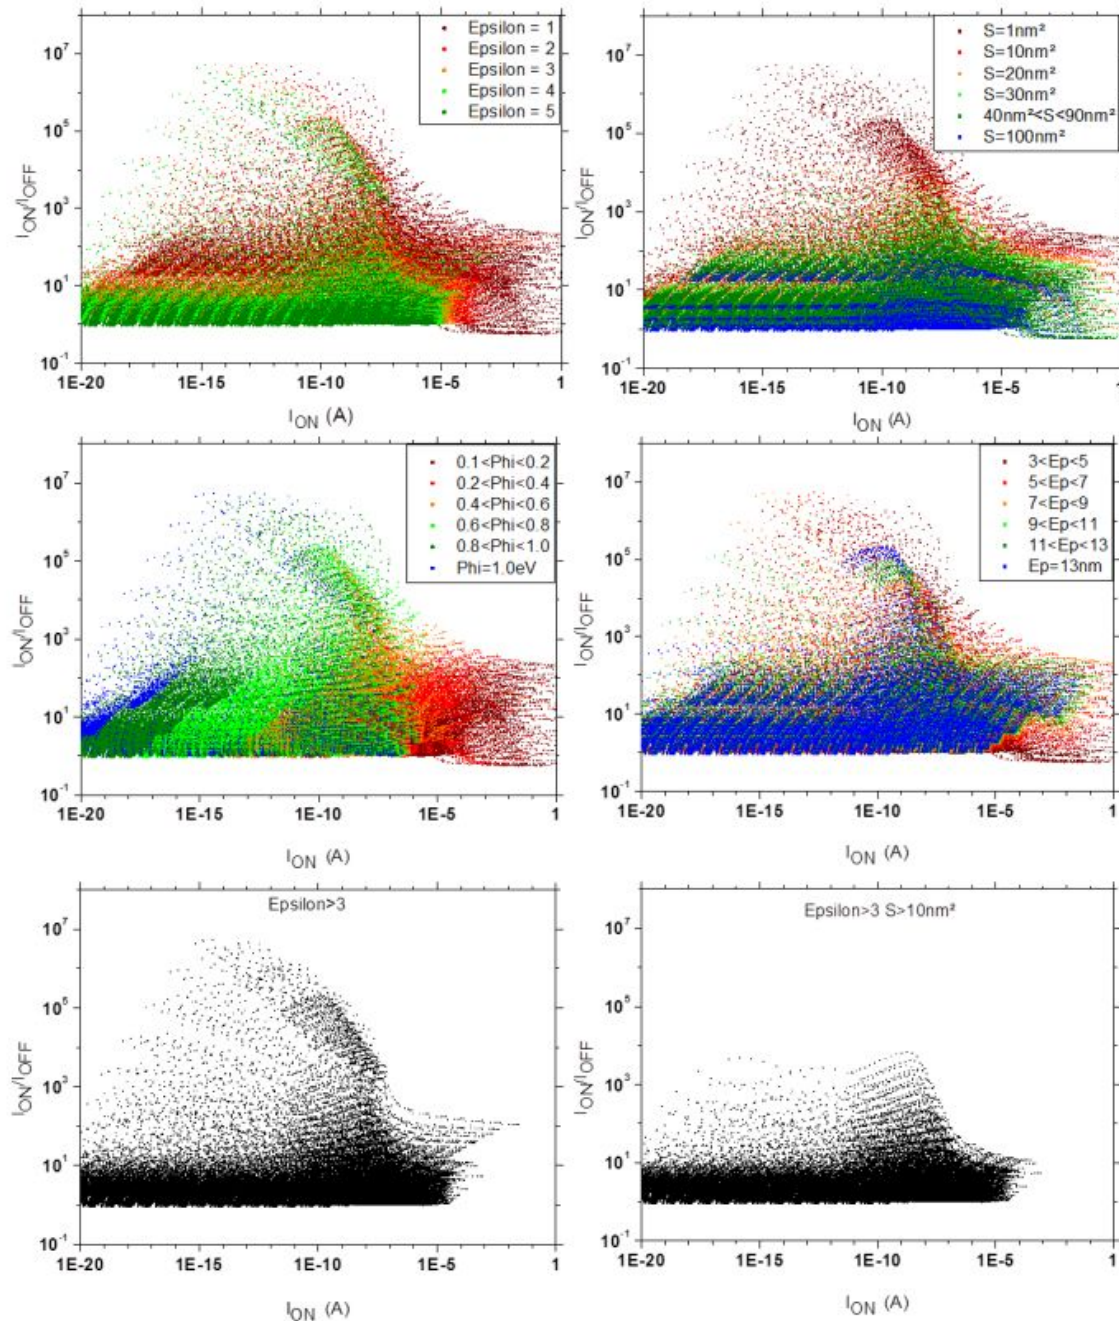 Epsilon = 1
Epsilon = 2
Epsilon = 3
Epsilon = 4
Epsilon = 5
10⁷
10⁵
10³
10¹
10⁻¹
I_ON/I_OFF
1E-20 1E-15 1E-10 1E-5 1
I_ON (A)
S=1nm²
S=10nm²
S=20nm²
S=30nm²
40nm²<S<90nm²
S=100nm²
10⁷
10⁵
10³
10¹
10⁻¹
I_ON/I_OFF
1E-20 1E-15 1E-10 1E-5 1
I_ON (A)
0.1<Phi<0.2
0.2<Phi<0.4
0.4<Phi<0.6
0.6<Phi<0.8
0.8<Phi<1.0
Phi=1.0eV
10⁷
10⁵
10³
10¹
10⁻¹
I_ON/I_OFF
1E-20 1E-15 1E-10 1E-5 1
I_ON (A)
3<Ep<5
5<Ep<7
7<Ep<9
9<Ep<11
11<Ep<13
Ep=13nm
10⁷
10⁵
10³
10¹
10⁻¹
I_ON/I_OFF
1E-20 1E-15 1E-10 1E-5 1
I_ON (A)
Epsilon>3
10⁷
10⁵
10³
10¹
10⁻¹
I_ON/I_OFF
1E-20 1E-15 1E-10 1E-5 1
I_ON (A)
Epsilon>3 S>10nm²
10⁷
10⁵
10³
10¹
10⁻¹
I_ON/I_OFF
1E-20 1E-15 1E-10 1E-5 1
I_ON (A)